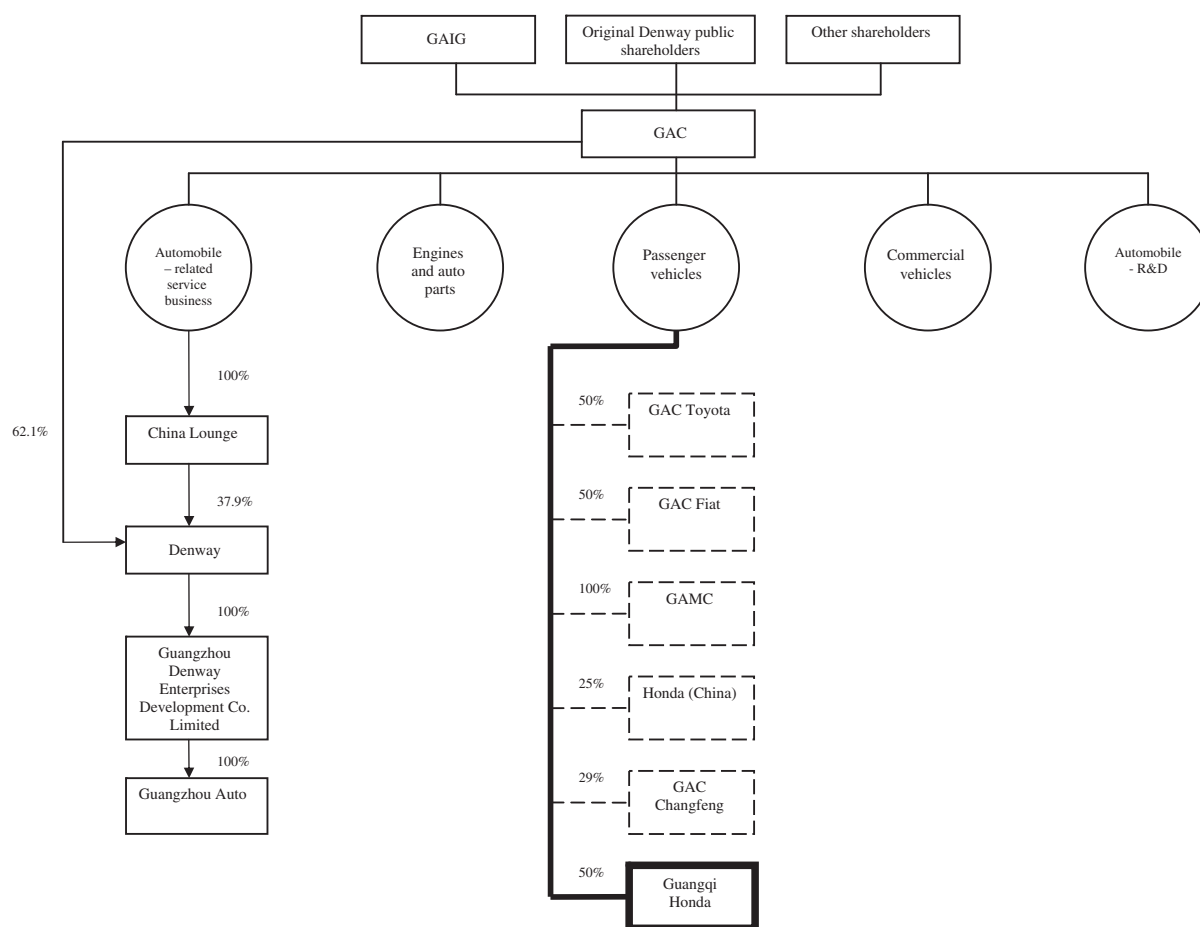 GAIG
Original Denway public
shareholders
Other shareholders
GAC
Automobile
– related
service
business
Engines
and auto
parts
Passenger
vehicles
Commercial
vehicles
Automobile
- R&D
100%
62.1%
China Lounge
37.9%
Denway
100%
Guangzhou
Denway
Enterprises
Development Co.
Limited
100%
Guangzhou Auto
50%
GAC Toyota
50%
GAC Fiat
100%
GAMC
25%
Honda (China)
29%
GAC
Changfeng
50%
Guangqi
Honda